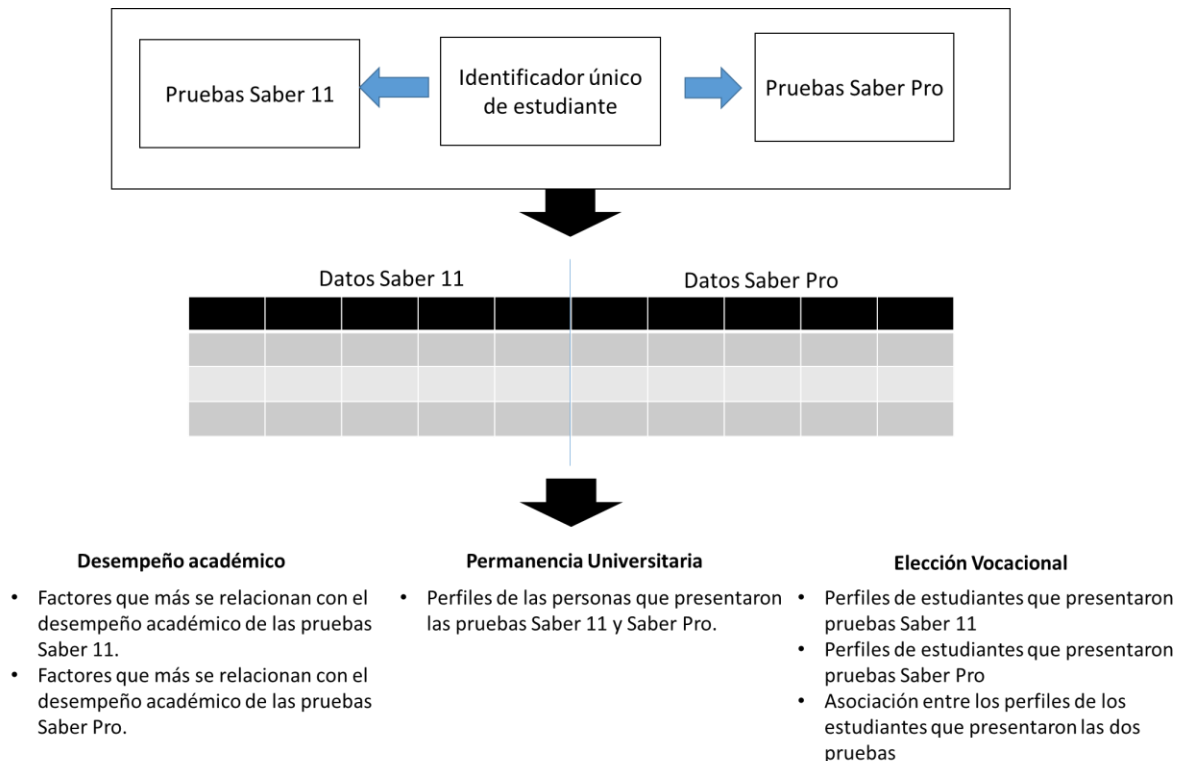 Pruebas Saber 11
Identificador único
de estudiante
Pruebas Saber Pro
Datos Saber 11
Datos Saber Pro
Desempeño académico
• Factores que más se relacionan con el
desempeño académico de las pruebas
Saber 11.
• Factores que más se relacionan con el
desempeño académico de las pruebas
Saber Pro.
Permanencia Universitaria
• Perfiles de las personas que presentaron
las pruebas Saber 11 y Saber Pro.
Elección Vocacional
• Perfiles de estudiantes que presentaron
pruebas Saber 11
• Perfiles de estudiantes que presentaron
pruebas Saber Pro
• Asociación entre los perfiles de los
estudiantes que presentaron las dos
pruebas